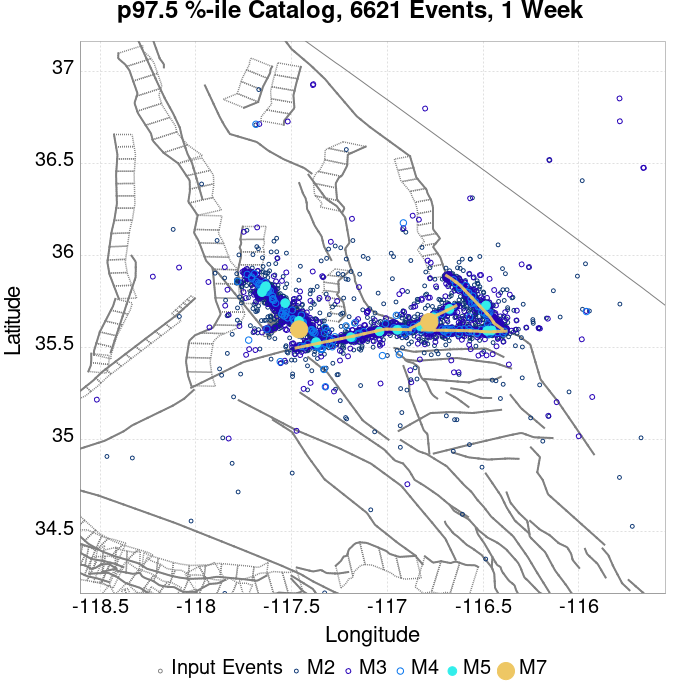 p97.5 %-ile Catalog, 6621 Events, 1 Week
37
36.5
36
35.5
35
34.5
Latitude
-118.5 -118 -117.5 -117 -116.5 -116
Longitude
Input Events M2 M3 M4 M5 M7